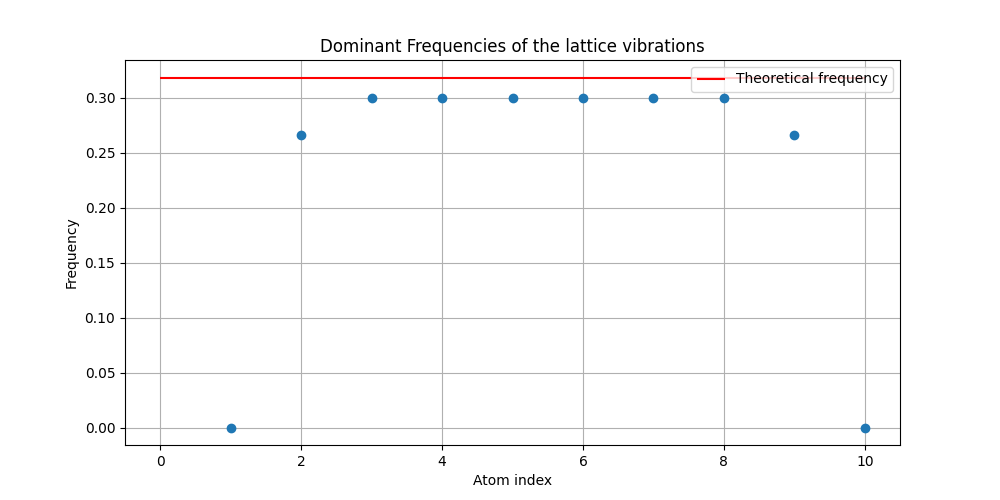 Dominant Frequencies of the lattice vibrations
Theoretical frequency
0.30
0.25
0.20
0.15
0.10
0.05
0.00
Frequency
0 2 4 6 8 10
Atom index